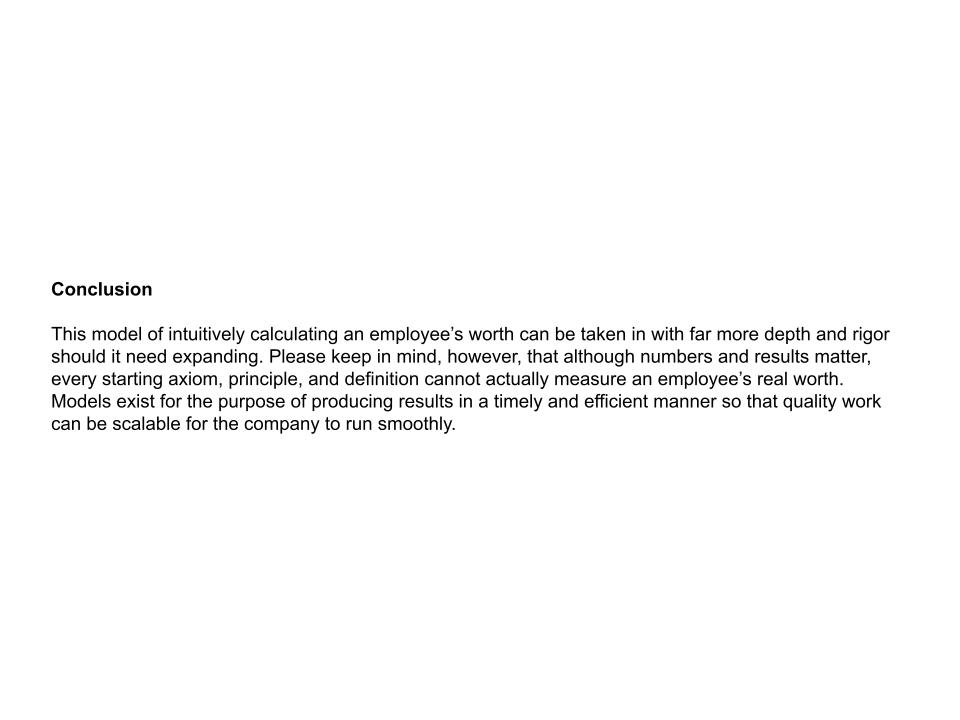 Conclusion
This model of intuitively calculating an employee’s worth can be taken in with far more depth and rigor
should it need expanding. Please keep in mind, however, that although numbers and results matter,
every starting axiom, principle, and definition cannot actually measure an employee’s real worth.
Models exist for the purpose of producing results in a timely and efficient manner so that quality work
can be scalable for the company to run smoothly.